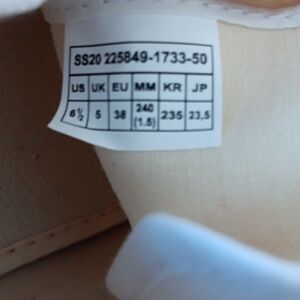 SS20 225849-1733-50
US UK EU MM KR JP
6½ 5 38 240 (1.5) 235 23,5